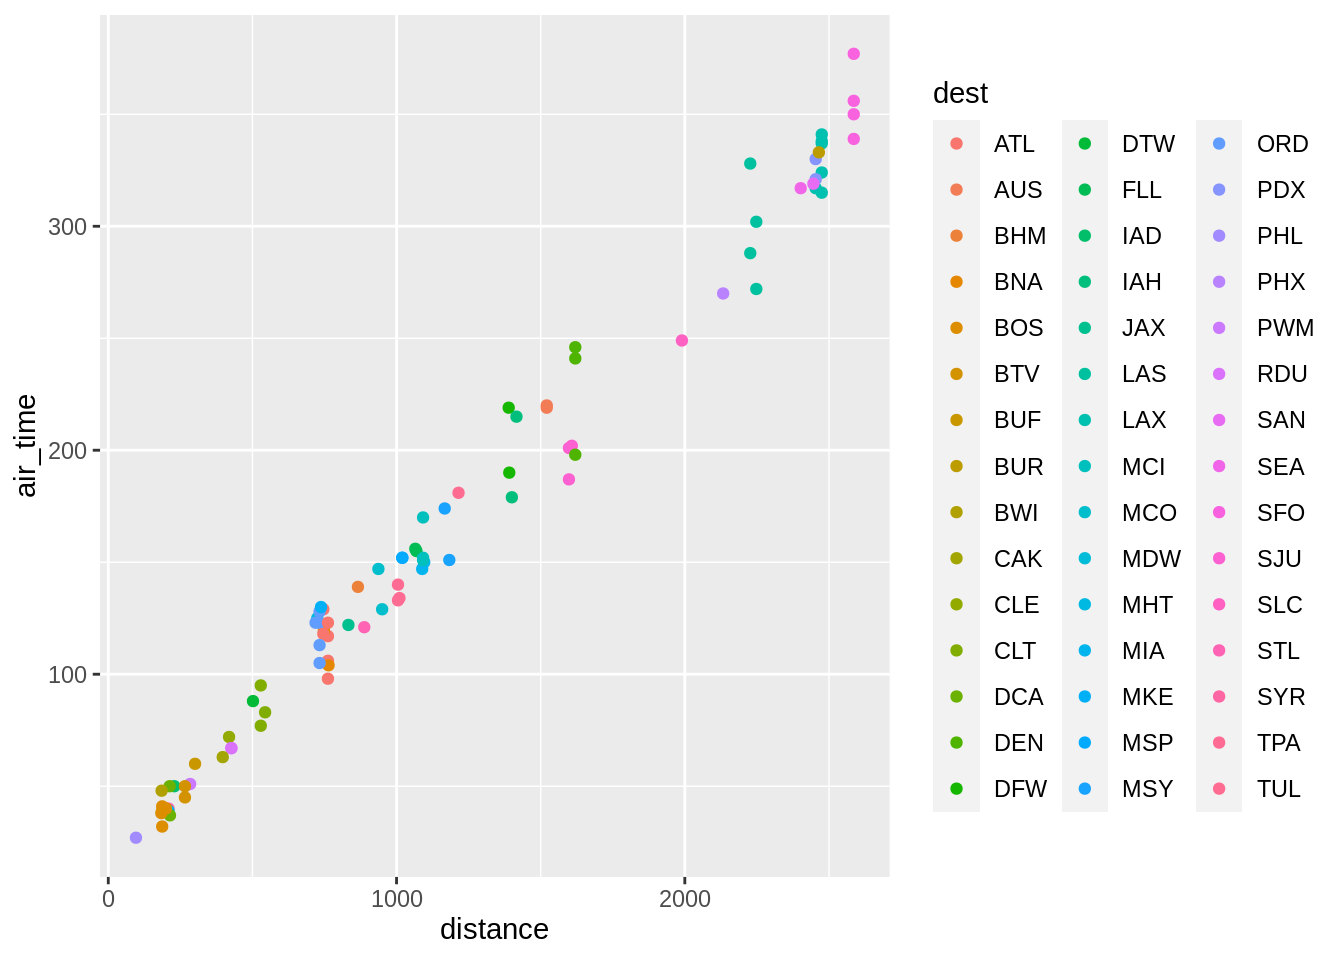 air_time
300
200
100
0
1000
2000
distance
dest
ATL
AUS
BHM
BNA
BOS
BTV
BUF
BUR
BWI
CAK
CLE
CLT
DCA
DEN
DFW
DTW
FLL
IAD
IAH
JAX
LAS
LAX
MCI
MCO
MDW
MHT
MIA
MKE
MSP
MSY
ORD
PDX
PHL
PHX
PWM
RDU
SAN
SEA
SFO
SJU
SLC
STL
SYR
TPA
TUL